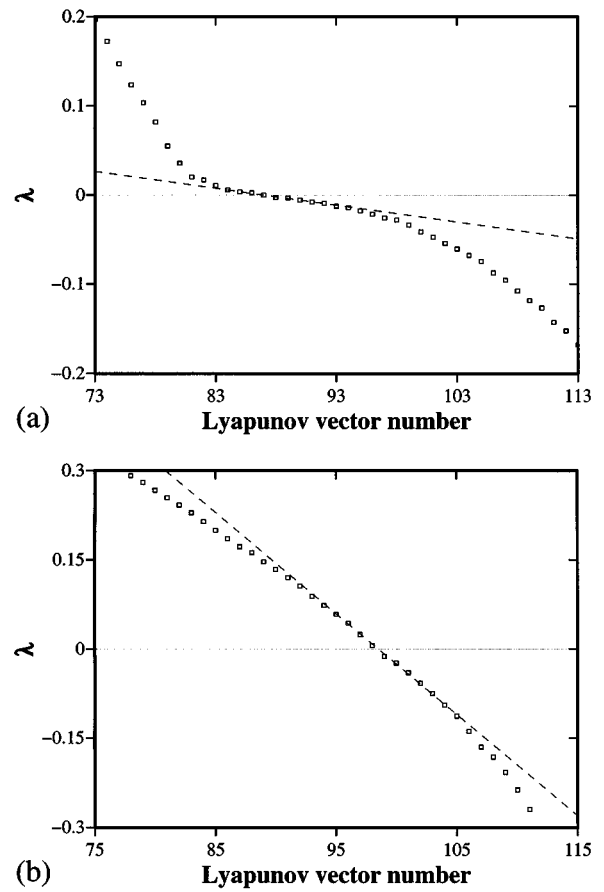 0.2
0.1
0
−0.1
−0.2
λ
73 83 93 103 113
(a) Lyapunov vector number
0.3
0.15
0
−0.15
−0.3
λ
75 85 95 105 115
(b) Lyapunov vector number